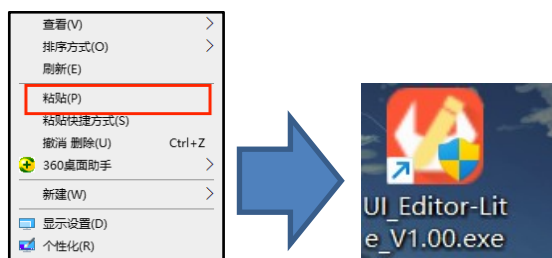 查看(V)
排序方式(O)
刷新(E)
粘贴(P)
粘贴快捷方式(S)
撤消 删除(U) Ctrl+Z
360桌面助手
新建(W)
显示设置(D)
个性化(R)
UI_Editor-Lit
e_V1.00.exe